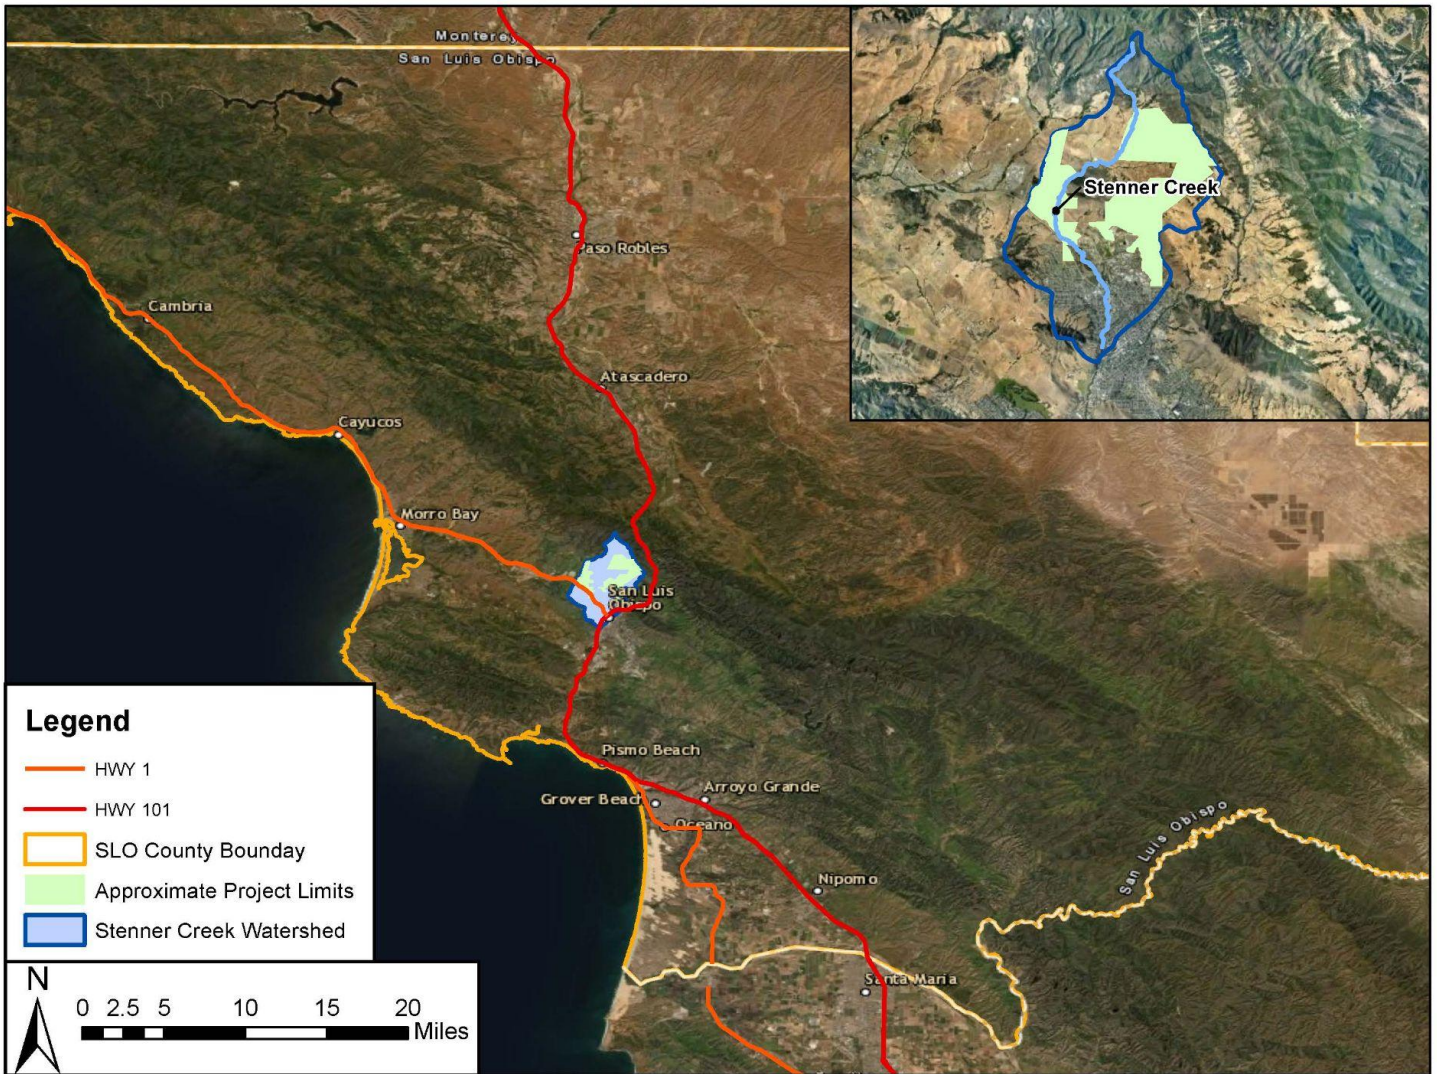 Monterey
San Luis Obispo
Stenner Creek
Paso Robles
Cambria
Atascadero
Cayucos
Morro Bay
San Luis
Obispo
Pismo Beach
Grover Beach
Arroyo Grande
Oceano
Nipomo
San Luis Obispo
Santa Maria
Legend
HWY 1
HWY 101
SLO County Bounday
Approximate Project Limits
Stenner Creek Watershed
N
0 2.5 5 10 15 20
Miles